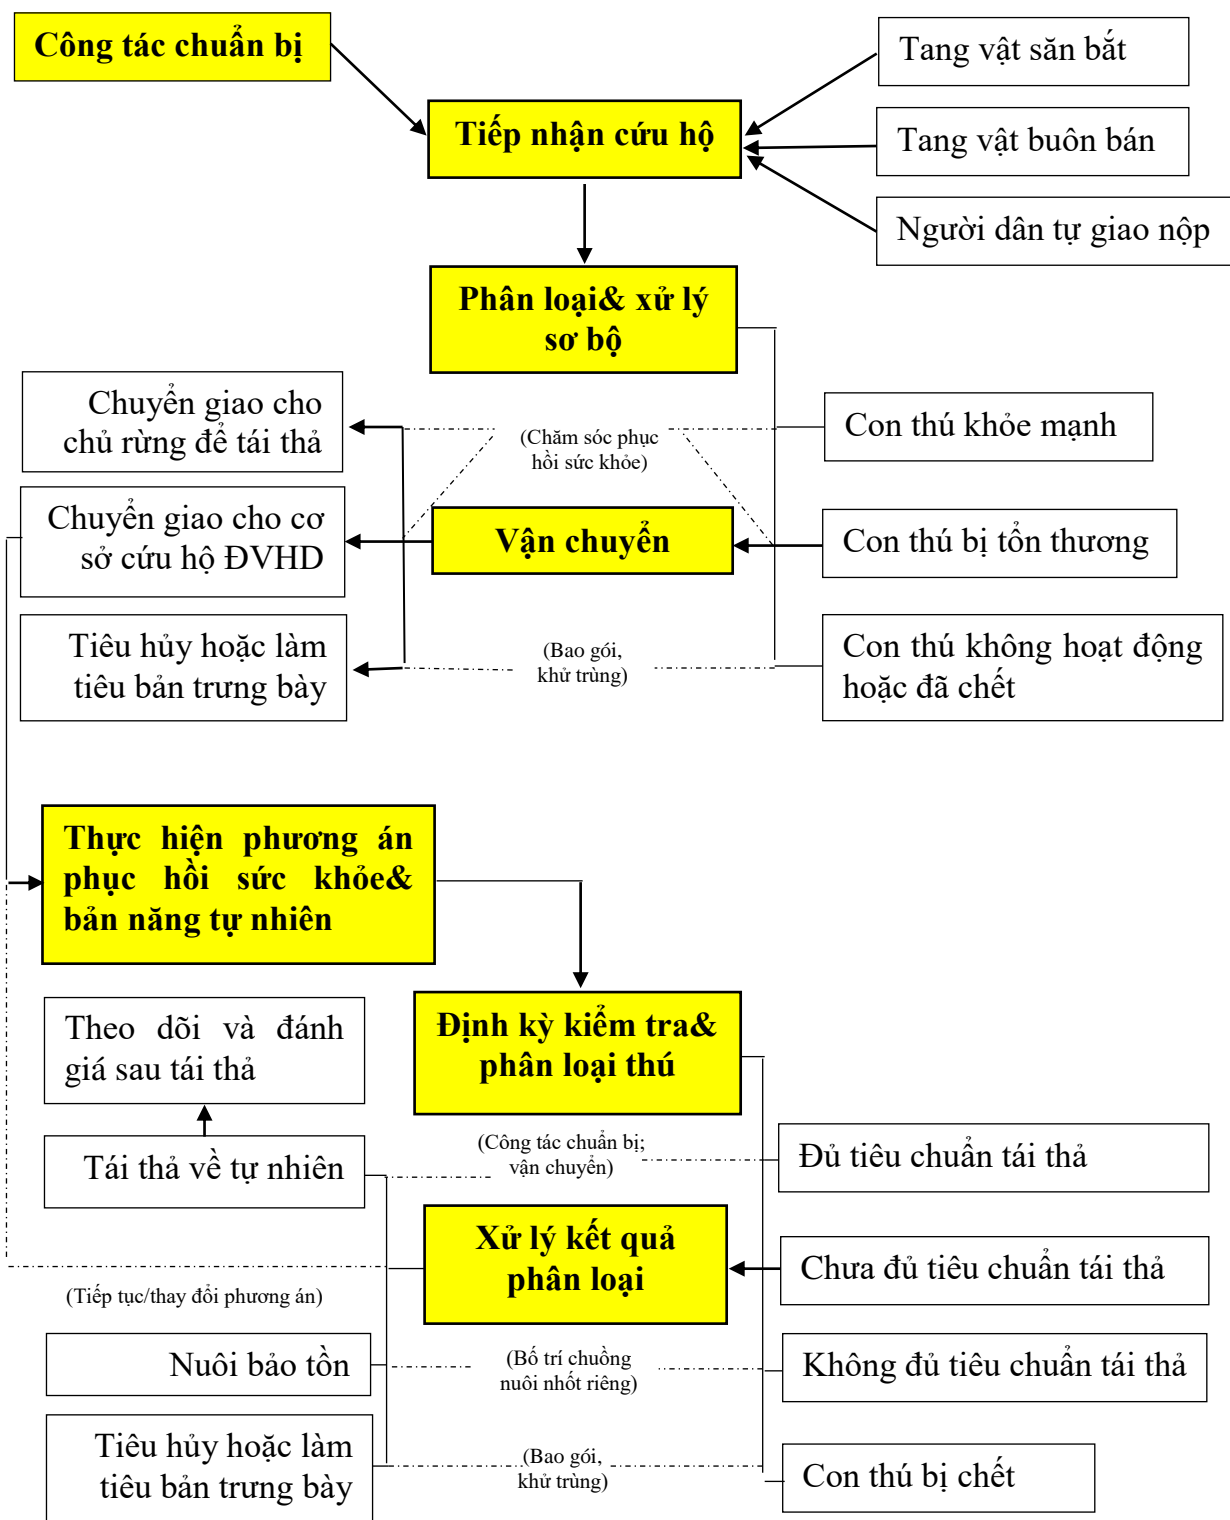 Công tác chuẩn bị
Tang vật săn bắt
Tiếp nhận cứu hộ
Tang vật buôn bán
Người dân tự giao nộp
Phân loại& xử lý
sơ bộ
Chuyển giao cho
chủ rừng để tái thả
(Chăm sóc phục
hồi sức khỏe)
Con thú khỏe mạnh
Chuyển giao cho cơ
sở cứu hộ ĐVHD
Vận chuyển
Con thú bị tổn thương
Tiêu hủy hoặc làm
tiêu bản trưng bày
(Bao gói,
khử trùng)
Con thú không hoạt động
hoặc đã chết
Thực hiện phương án
phục hồi sức khỏe&
bản năng tự nhiên
Theo dõi và đánh
giá sau tái thả
Định kỳ kiểm tra&
phân loại thú
Tái thả về tự nhiên
(Công tác chuẩn bị;
vận chuyển)
Đủ tiêu chuẩn tái thả
Xử lý kết quả
phân loại
Chưa đủ tiêu chuẩn tái thả
(Tiếp tục/thay đổi phương án)
Nuôi bảo tồn
(Bố trí chuồng
nuôi nhốt riêng)
Không đủ tiêu chuẩn tái thả
Tiêu hủy hoặc làm
tiêu bản trưng bày
(Bao gói,
khử trùng)
Con thú bị chết